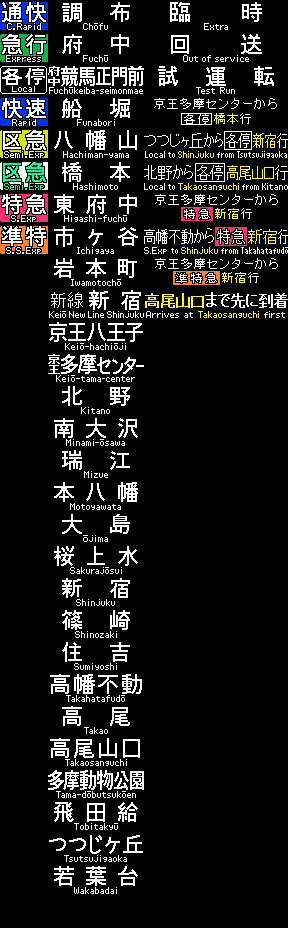 通快 調布 臨時
C.Rapid Chōfu Extra
急行 府中 回送
Express Fuchū Out of service
各停 府中競馬正門前 試運転
Local Fuchūkeiba-seimonmae Test Run
快速 船堀 京王多摩センターから
Rapid Funabori 各停橋本行
区急 八幡山 つつじヶ丘から各停新宿行
Semi.Exp Hachiman-yama Local to Shinjuku from Tsutsujigaoka
区急 橋本 北野から各停高尾山口行
Semi.Exp Hashimoto Local to Takaosanguchi from Kitano
特急 東府中 京王多摩センターから
S.Exp Higashi-fuchū 特急新宿行
準特 市ヶ谷 高幡不動から特急新宿行
S.S.Exp Ichigaya S.Exp to Shinjuku from Takahatafudō
岩本町 京王多摩センターから
Iwamotochō 準特急新宿行
新線新宿 高尾山口まで先に到着
Keiō New Line Shinjuku Arrives at Takaosanguchi first
京王八王子
Keiō-hachiōji
京王多摩センター
Keiō-tama-center
北野
Kitano
南大沢
Minami-ōsawa
瑞江
Mizue
本八幡
Motoyawata
大島
ōjima
桜上水
Sakurajōsui
新宿
Shinjuku
篠崎
Shinozaki
住吉
Sumiyoshi
高幡不動
Takahatafudō
高尾
Takao
高尾山口
Takaosanguchi
多摩動物公園
Tama-dōbutsukōen
飛田給
Tobitakyū
つつじヶ丘
Tsutsujigaoka
若葉台
Wakabadai